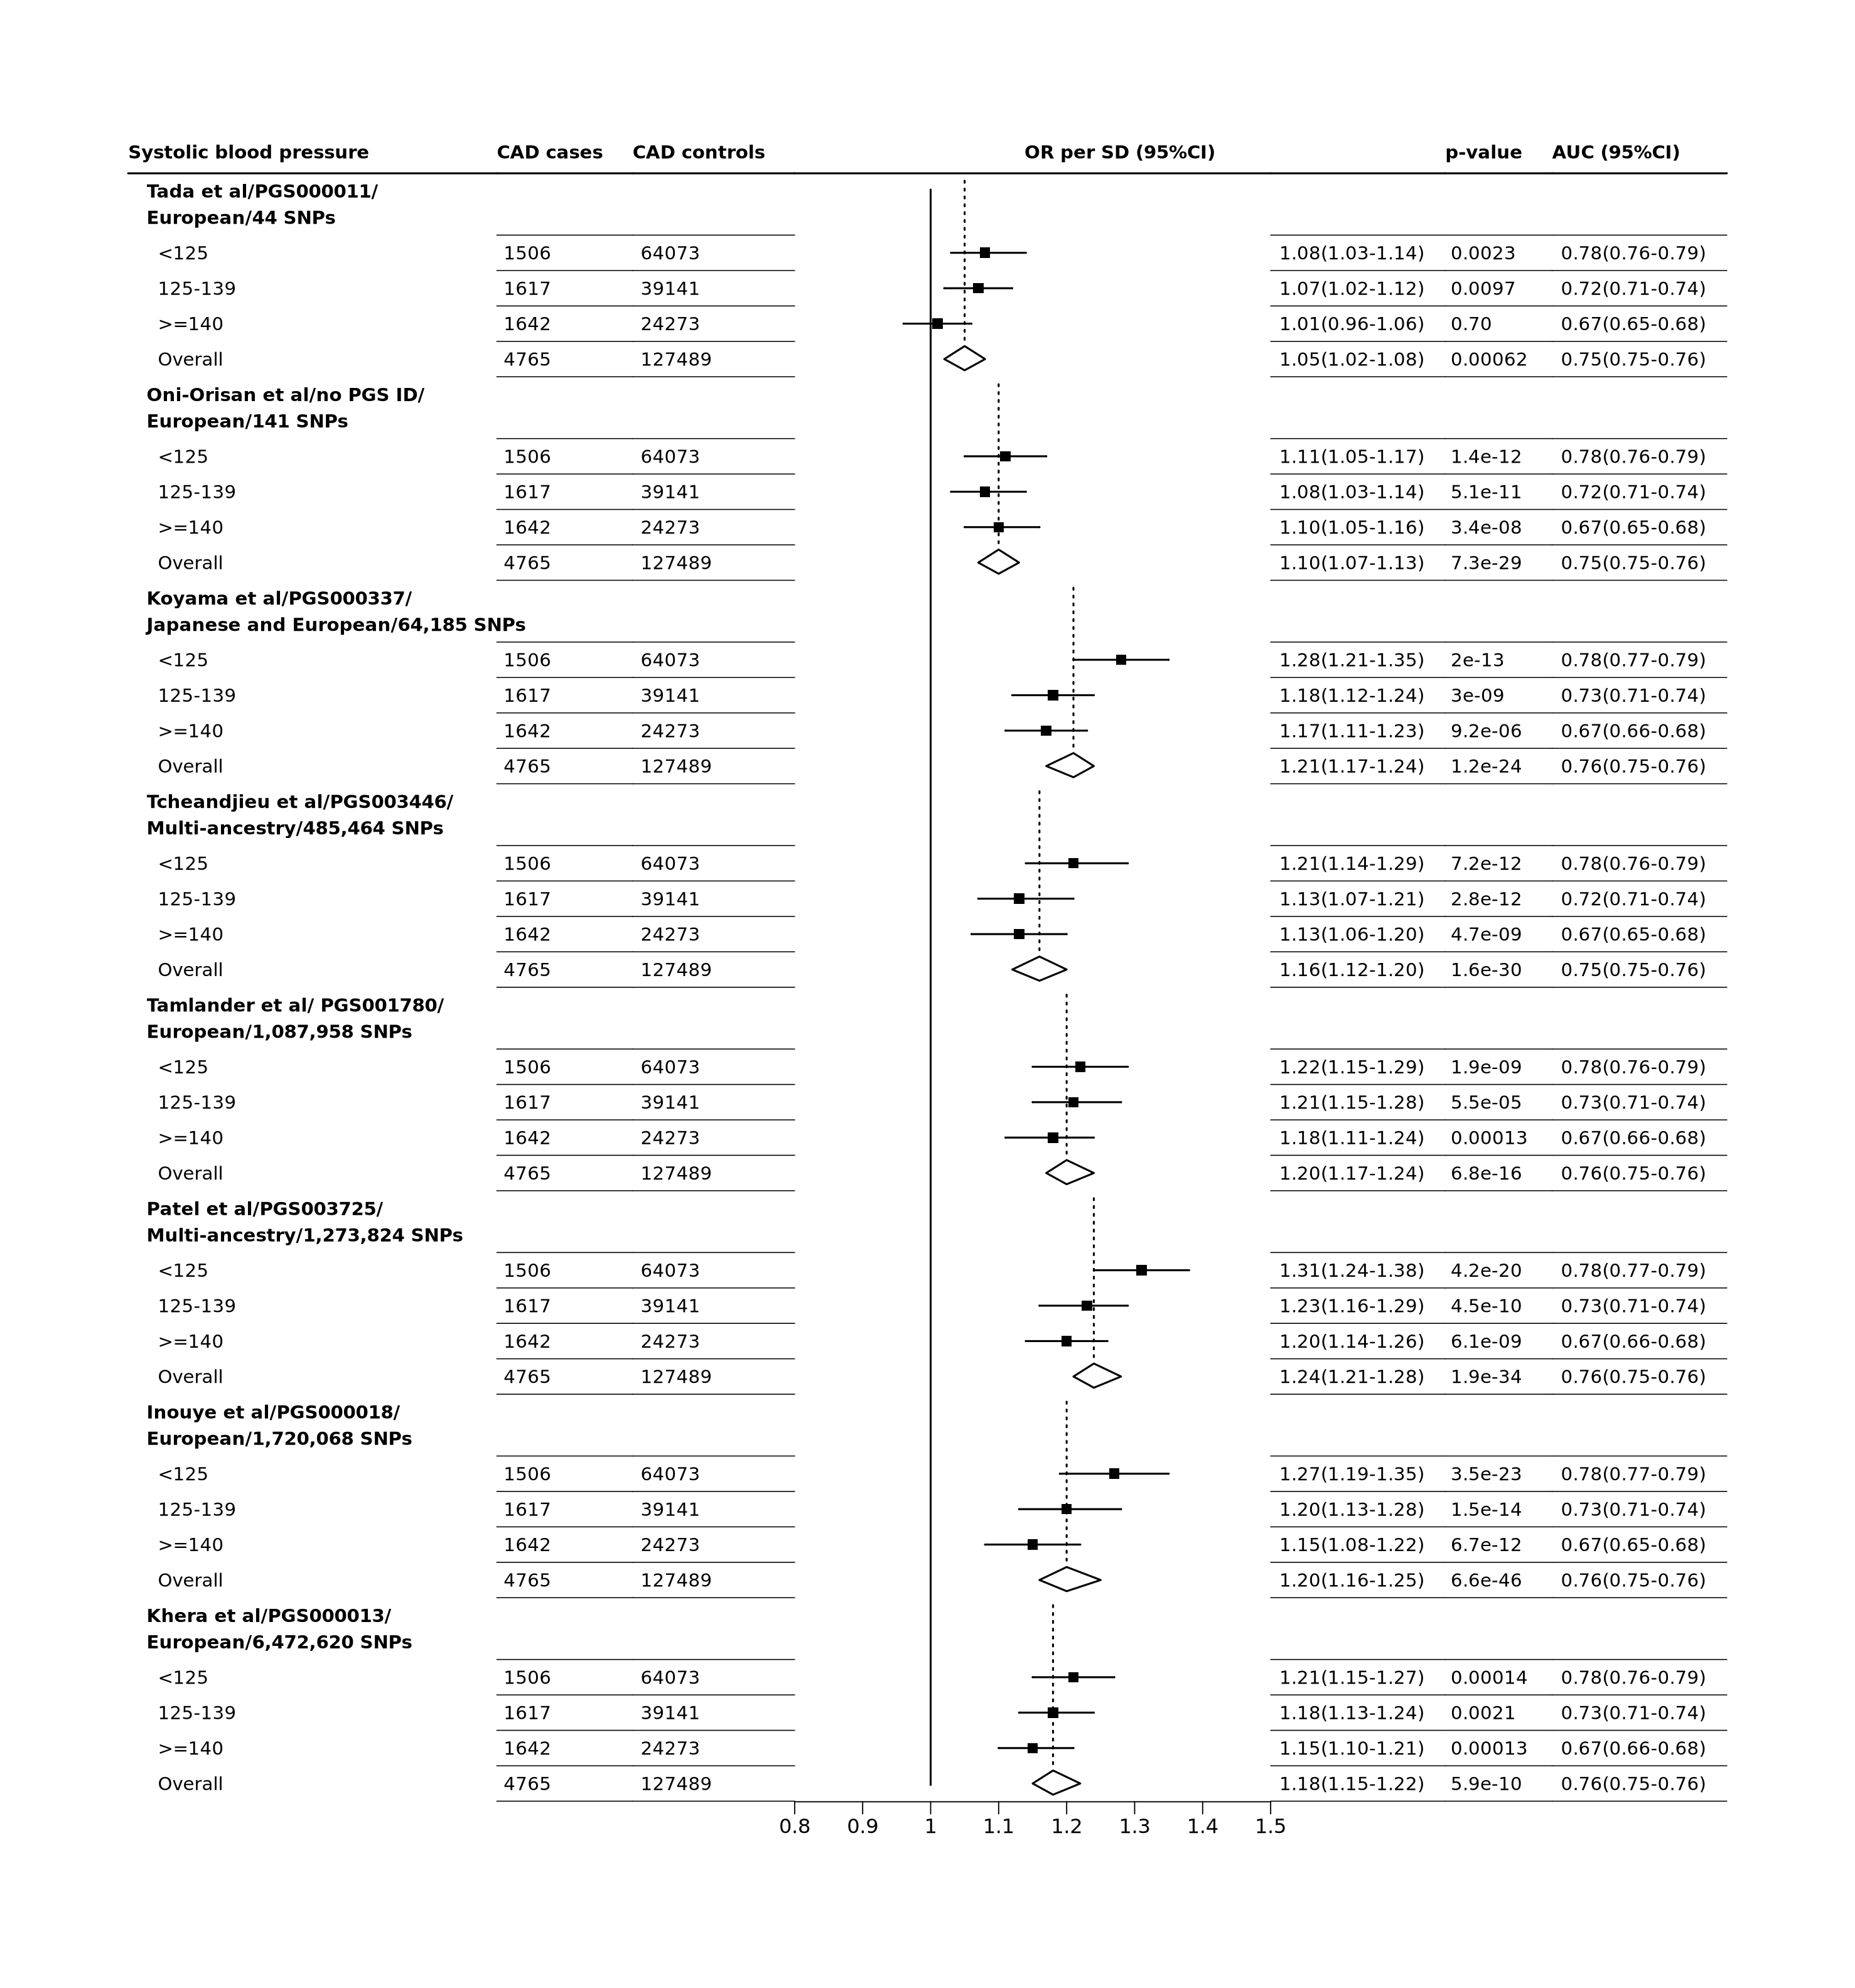 Systolic blood pressure CAD cases CAD controls OR per SD (95%CI) p-value AUC (95%CI)
Tada et al/PGS000011/
European/44 SNPs
<125 1506 64073 1.08(1.03-1.14) 0.0023 0.78(0.76-0.79)
125-139 1617 39141 1.07(1.02-1.12) 0.0097 0.72(0.71-0.74)
>=140 1642 24273 1.01(0.96-1.06) 0.70 0.67(0.65-0.68)
Overall 4765 127489 1.05(1.02-1.08) 0.00062 0.75(0.75-0.76)
Oni-Orisan et al/no PGS ID/
European/141 SNPs
<125 1506 64073 1.11(1.05-1.17) 1.4e-12 0.78(0.76-0.79)
125-139 1617 39141 1.08(1.03-1.14) 5.1e-11 0.72(0.71-0.74)
>=140 1642 24273 1.10(1.05-1.16) 3.4e-08 0.67(0.65-0.68)
Overall 4765 127489 1.10(1.07-1.13) 7.3e-29 0.75(0.75-0.76)
Koyama et al/PGS000337/
Japanese and European/64,185 SNPs
<125 1506 64073 1.28(1.21-1.35) 2e-13 0.78(0.77-0.79)
125-139 1617 39141 1.18(1.12-1.24) 3e-09 0.73(0.71-0.74)
>=140 1642 24273 1.17(1.11-1.23) 9.2e-06 0.67(0.66-0.68)
Overall 4765 127489 1.21(1.17-1.24) 1.2e-24 0.76(0.75-0.76)
Tcheandjieu et al/PGS003446/
Multi-ancestry/485,464 SNPs
<125 1506 64073 1.21(1.14-1.29) 7.2e-12 0.78(0.76-0.79)
125-139 1617 39141 1.13(1.07-1.21) 2.8e-12 0.72(0.71-0.74)
>=140 1642 24273 1.13(1.06-1.20) 4.7e-09 0.67(0.65-0.68)
Overall 4765 127489 1.16(1.12-1.20) 1.6e-30 0.75(0.75-0.76)
Tamlander et al/ PGS001780/
European/1,087,958 SNPs
<125 1506 64073 1.22(1.15-1.29) 1.9e-09 0.78(0.76-0.79)
125-139 1617 39141 1.21(1.15-1.28) 5.5e-05 0.73(0.71-0.74)
>=140 1642 24273 1.18(1.11-1.24) 0.00013 0.67(0.66-0.68)
Overall 4765 127489 1.20(1.17-1.24) 6.8e-16 0.76(0.75-0.76)
Patel et al/PGS003725/
Multi-ancestry/1,273,824 SNPs
<125 1506 64073 1.31(1.24-1.38) 4.2e-20 0.78(0.77-0.79)
125-139 1617 39141 1.23(1.16-1.29) 4.5e-10 0.73(0.71-0.74)
>=140 1642 24273 1.20(1.14-1.26) 6.1e-09 0.67(0.66-0.68)
Overall 4765 127489 1.24(1.21-1.28) 1.9e-34 0.76(0.75-0.76)
Inouye et al/PGS000018/
European/1,720,068 SNPs
<125 1506 64073 1.27(1.19-1.35) 3.5e-23 0.78(0.77-0.79)
125-139 1617 39141 1.20(1.13-1.28) 1.5e-14 0.73(0.71-0.74)
>=140 1642 24273 1.15(1.08-1.22) 6.7e-12 0.67(0.65-0.68)
Overall 4765 127489 1.20(1.16-1.25) 6.6e-46 0.76(0.75-0.76)
Khera et al/PGS000013/
European/6,472,620 SNPs
<125 1506 64073 1.21(1.15-1.27) 0.00014 0.78(0.76-0.79)
125-139 1617 39141 1.18(1.13-1.24) 0.0021 0.73(0.71-0.74)
>=140 1642 24273 1.15(1.10-1.21) 0.00013 0.67(0.66-0.68)
Overall 4765 127489 1.18(1.15-1.22) 5.9e-10 0.76(0.75-0.76)
0.8 0.9 1 1.1 1.2 1.3 1.4 1.5